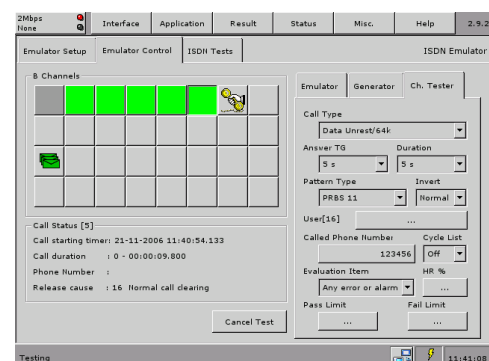 2Mbps
None
Interface Application Result Status Misc. Help 2.9.2
Emulator Setup Emulator Control ISDN Tests ISDN Emulator
B Channels
Emulator Generator Ch. Tester
Call Type
Data Unrest/64k
Answer TG Duration
5 s 5 s
Pattern Type Invert
PRBS 11 Normal
User[16] ...
Called Phone Number Cycle List
123456 Off
Evaluation Item HR %
Any error or alarm ...
Pass Limit Fail Limit
... ...
Call Status [5]
Call starting timer: 21-11-2006 11:40:54.133
Call duration : 0 - 00:00:09.800
Phone Number :
Release cause : 16 Normal call clearing
Cancel Test
Testing 11:41:08